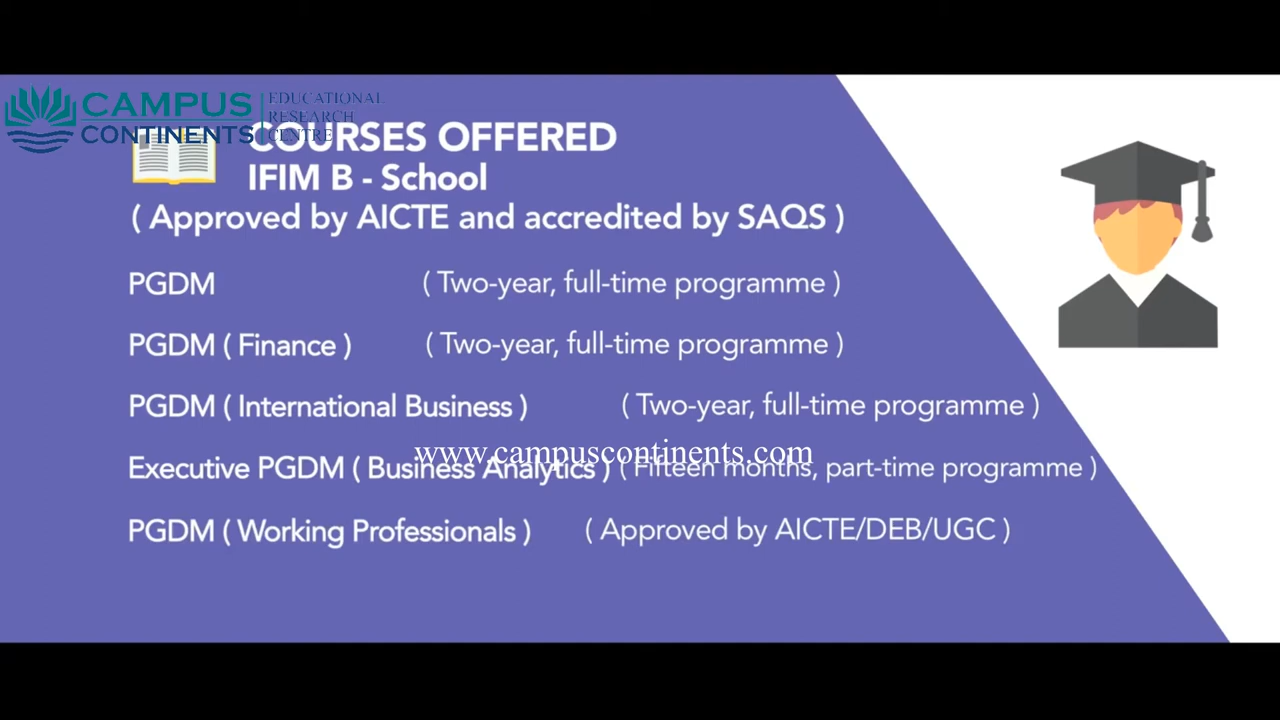 CAMPUS
CONTINENTS
EDUCATIONAL
RESEARCH
CENTRE
COURSES OFFERED
IFIM B - School
( Approved by AICTE and accredited by SAQS )
PGDM ( Two-year, full-time programme )
PGDM ( Finance ) ( Two-year, full-time programme )
PGDM ( International Business ) ( Two-year, full-time programme )
www.campuscontinents.com
Executive PGDM ( Business Analytics ) ( Fifteen months, part-time programme )
PGDM ( Working Professionals ) ( Approved by AICTE/DEB/UGC )